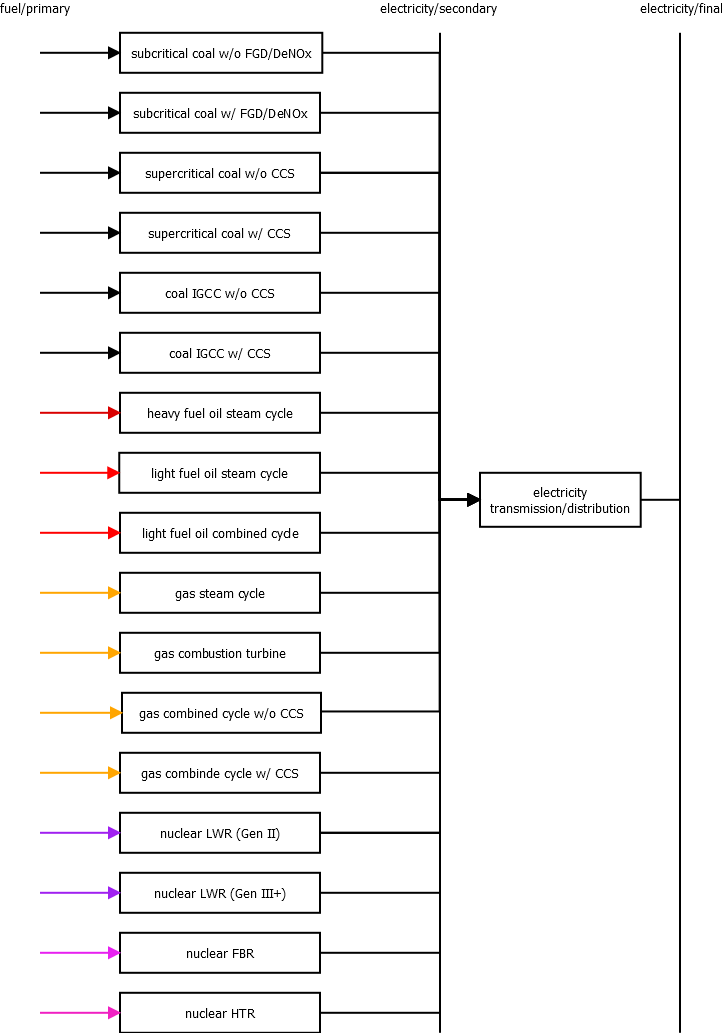 fuel/primary
electricity/secondary
electricity/final
subcritical coal w/o FGD/DeNOx
subcritical coal w/ FGD/DeNOx
supercritical coal w/o CCS
supercritical coal w/ CCS
coal IGCC w/o CCS
coal IGCC w/ CCS
heavy fuel oil steam cycle
light fuel oil steam cycle
electricity
transmission/distribution
light fuel oil combined cycle
gas steam cycle
gas combustion turbine
gas combined cycle w/o CCS
gas combinde cycle w/ CCS
nuclear LWR (Gen II)
nuclear LWR (Gen III+)
nuclear FBR
nuclear HTR